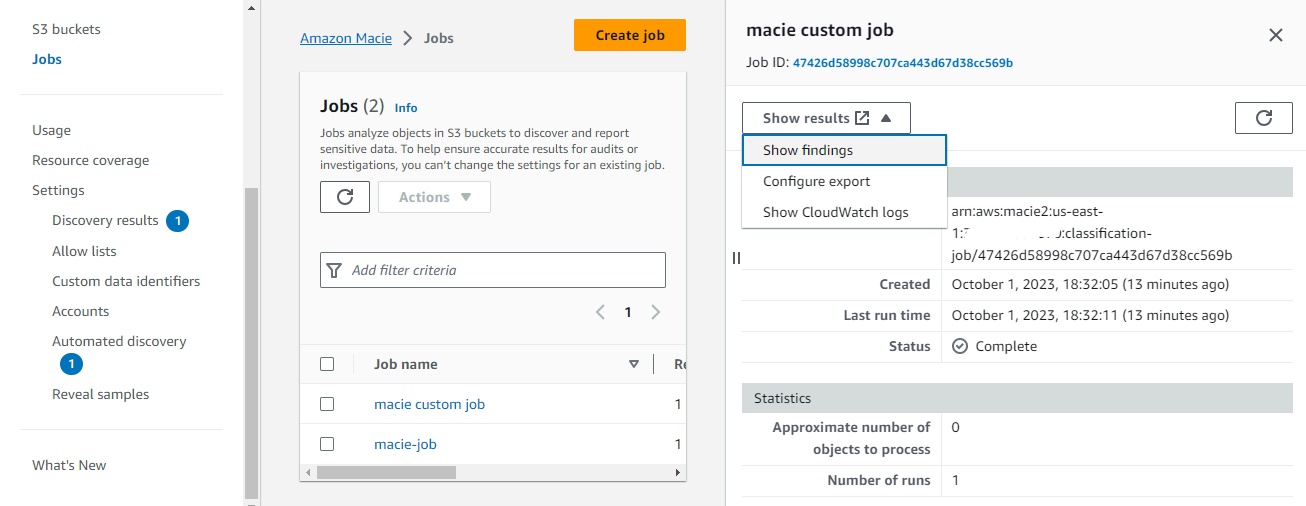 S3 buckets
Jobs
Usage
Resource coverage
Settings
Discovery results 1
Allow lists
Custom data identifiers
Accounts
Automated discovery
1
Reveal samples
What's New
Amazon Macie > Jobs
Create job
Jobs (2) Info
Jobs analyze objects in S3 buckets to discover and report
sensitive data. To help ensure accurate results for audits or
investigations, you can't change the settings for an existing job.
Actions
Add filter criteria
1
Job name
macie custom job 1
macie-job 1
macie custom job
Job ID: 47426d58998c707ca443d67d38cc569b
Show results
Show findings
Configure export
Show CloudWatch logs
arn:aws:macie2:us-east-
:classification-
job/47426d58998c707ca443d67d38cc569b
Created October 1, 2023, 18:32:05 (13 minutes ago)
Last run time October 1, 2023, 18:32:11 (13 minutes ago)
Status Complete
Statistics
Approximate number of
objects to process 0
Number of runs 1